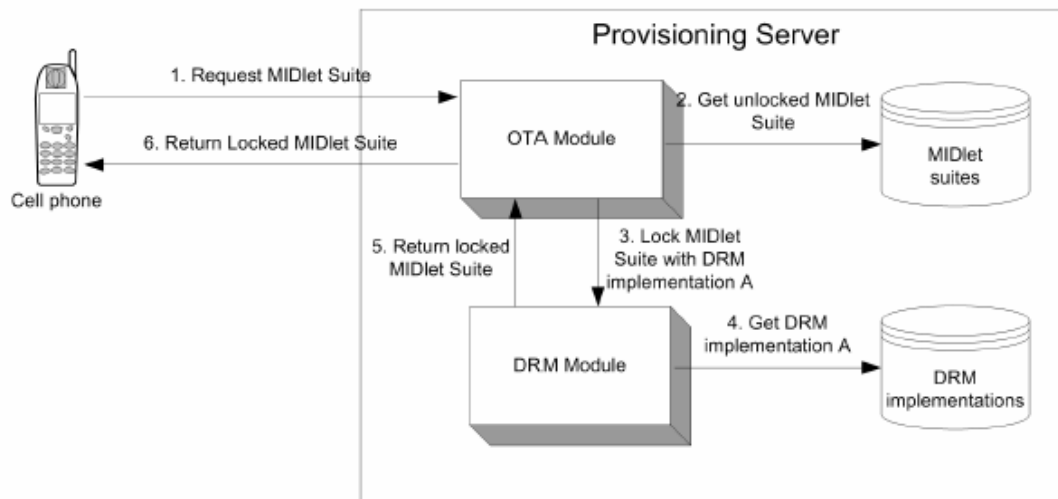 Provisioning Server
1. Request MIDlet Suite
OTA Module
2. Get unlocked MIDlet
Suite
MIDlet
suites
6. Return Locked MIDlet Suite
Cell phone
5. Return locked
MIDlet Suite
3. Lock MIDlet
Suite with DRM
implementation A
DRM Module
4. Get DRM
implementation A
DRM
implementations